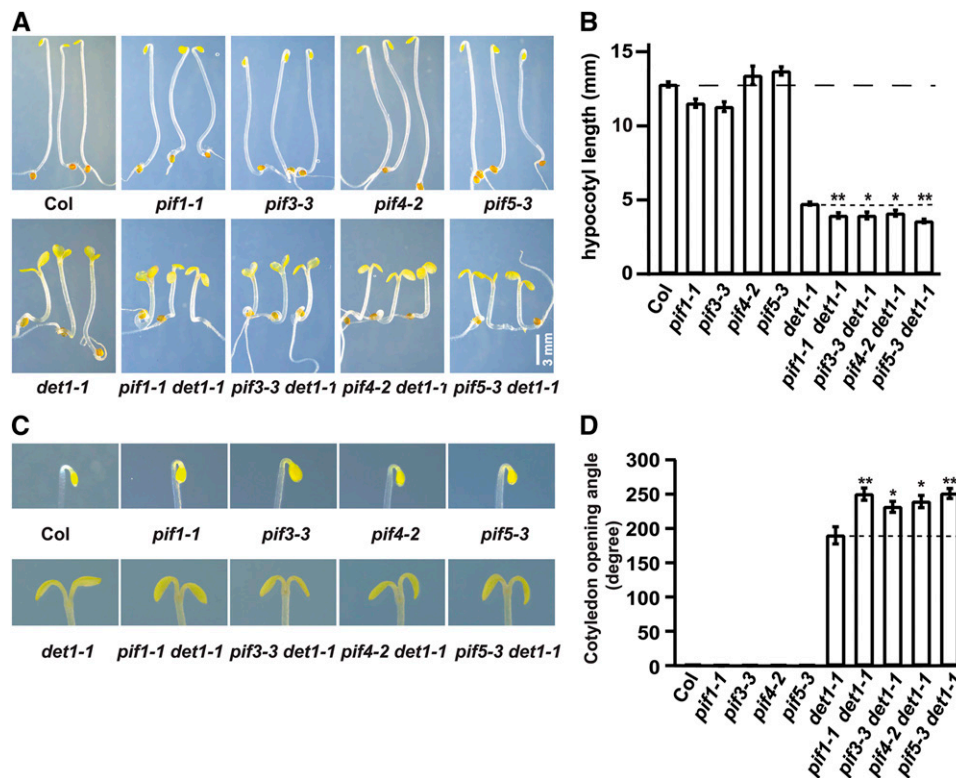 A
Col
pif1-1
pif3-3
pif4-2
pif5-3
3 mm
det1-1
pif1-1 det1-1
pif3-3 det1-1
pif4-2 det1-1
pif5-3 det1-1
B
hypocotyl length (mm)
15
10
5
0
** * * **
Col
pif1-1
pif3-3
pif4-2
pif5-3
det1-1
pif1-1 det1-1
pif3-3 det1-1
pif4-2 det1-1
pif5-3 det1-1
C
Col
pif1-1
pif3-3
pif4-2
pif5-3
det1-1
pif1-1 det1-1
pif3-3 det1-1
pif4-2 det1-1
pif5-3 det1-1
D
Cotyledon opening angle
(degree)
300
250
200
150
100
50
0
** * * **
Col
pif1-1
pif3-3
pif4-2
pif5-3
det1-1
pif1-1 det1-1
pif3-3 det1-1
pif4-2 det1-1
pif5-3 det1-1